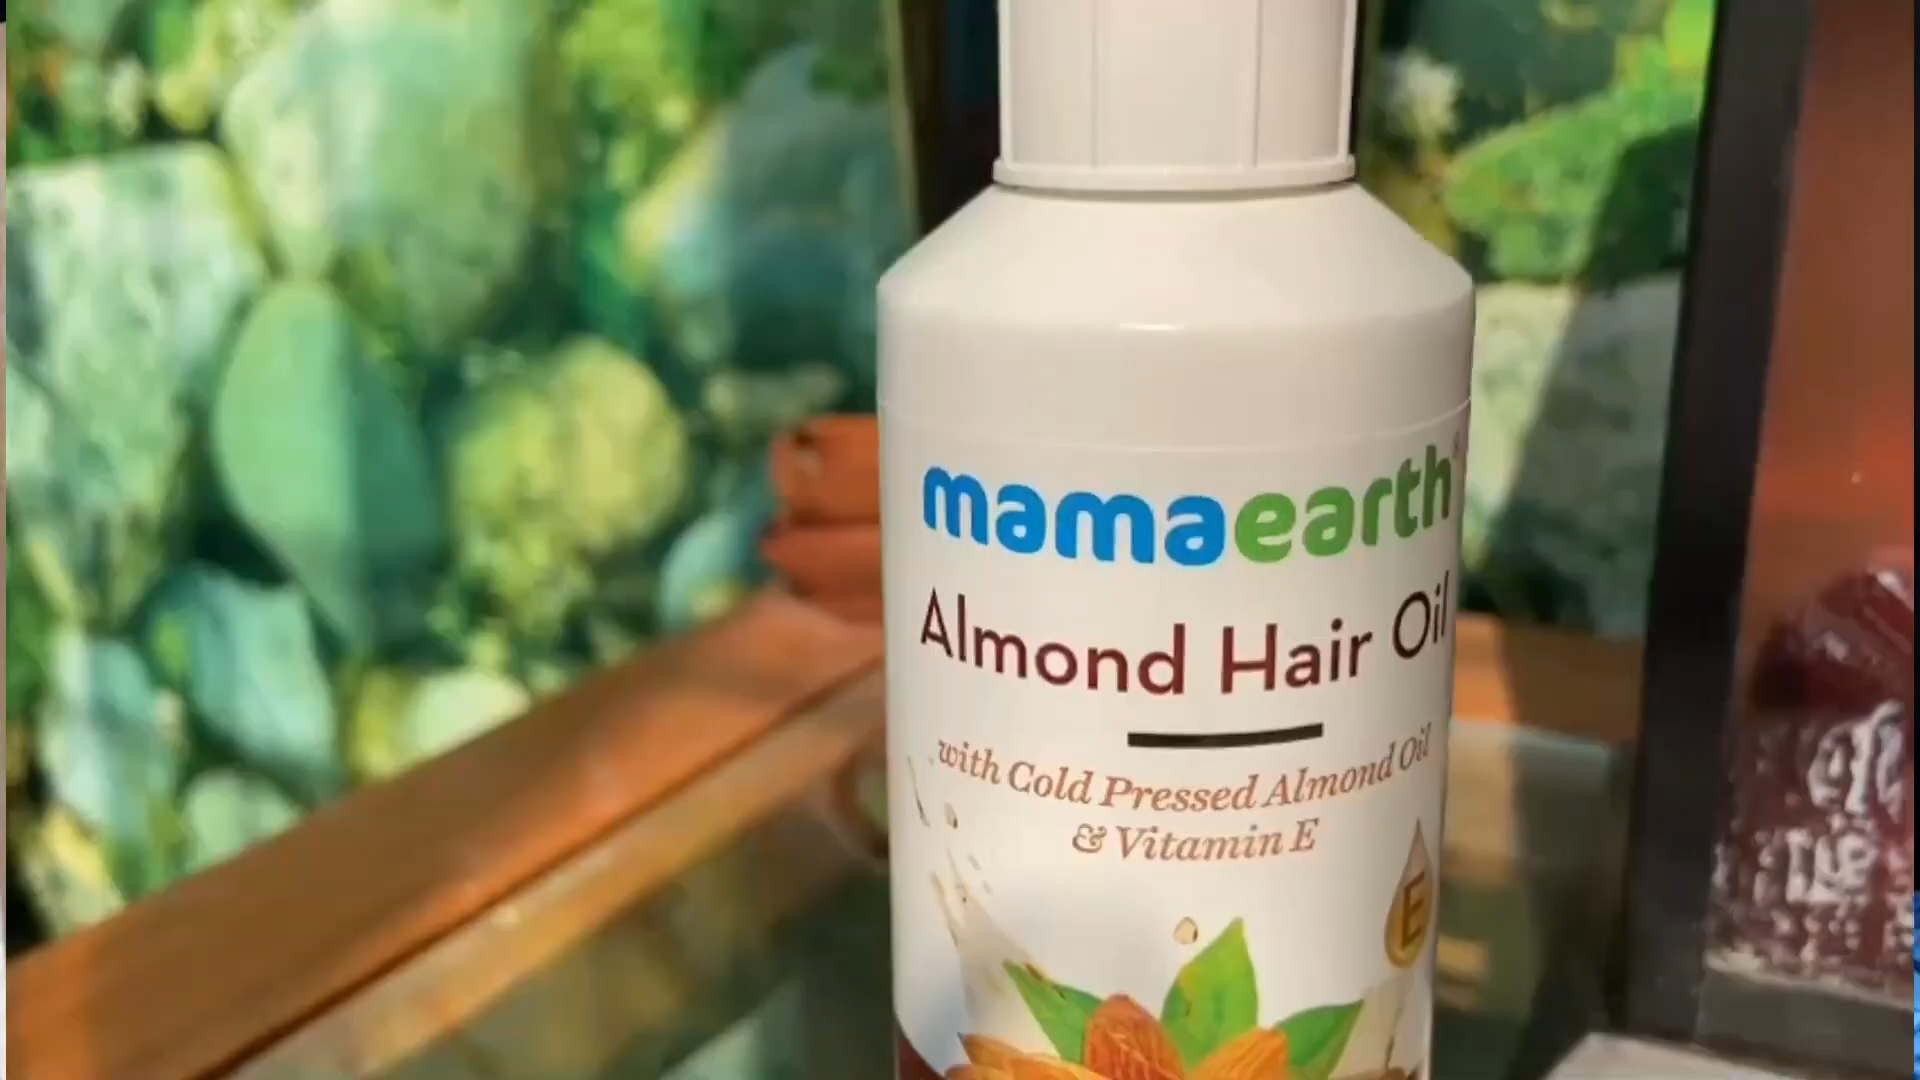 mamaearth
Almond Hair Oil
with Cold Pressed Almond Oil
& Vitamin E
E